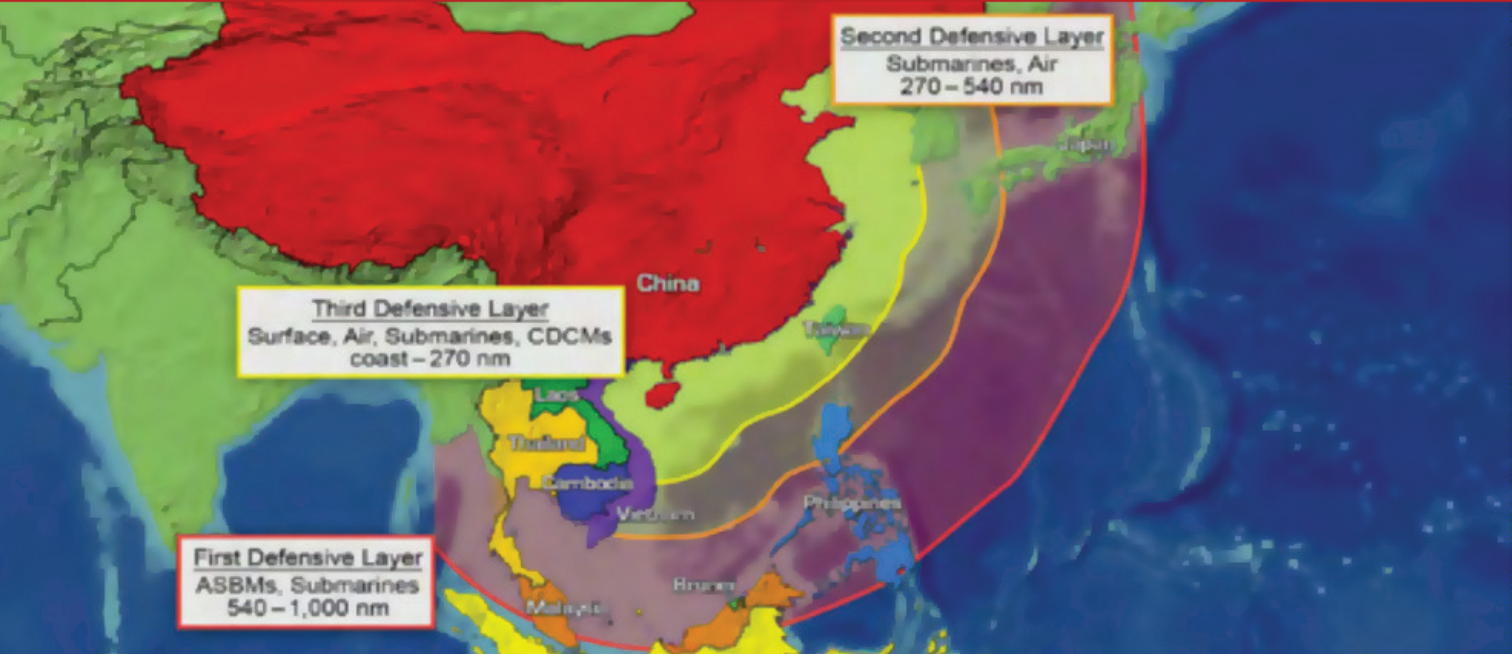 Second Defensive Layer
Submarines, Air
270 – 540 nm
Japan
China
Third Defensive Layer
Surface, Air, Submarines, CDCMs
coast – 270 nm
Taiwan
Laos
Thailand
Cambodia
Vietnam
Philippines
First Defensive Layer
ASBMs, Submarines
540 – 1,000 nm
Brunei
Malaysia